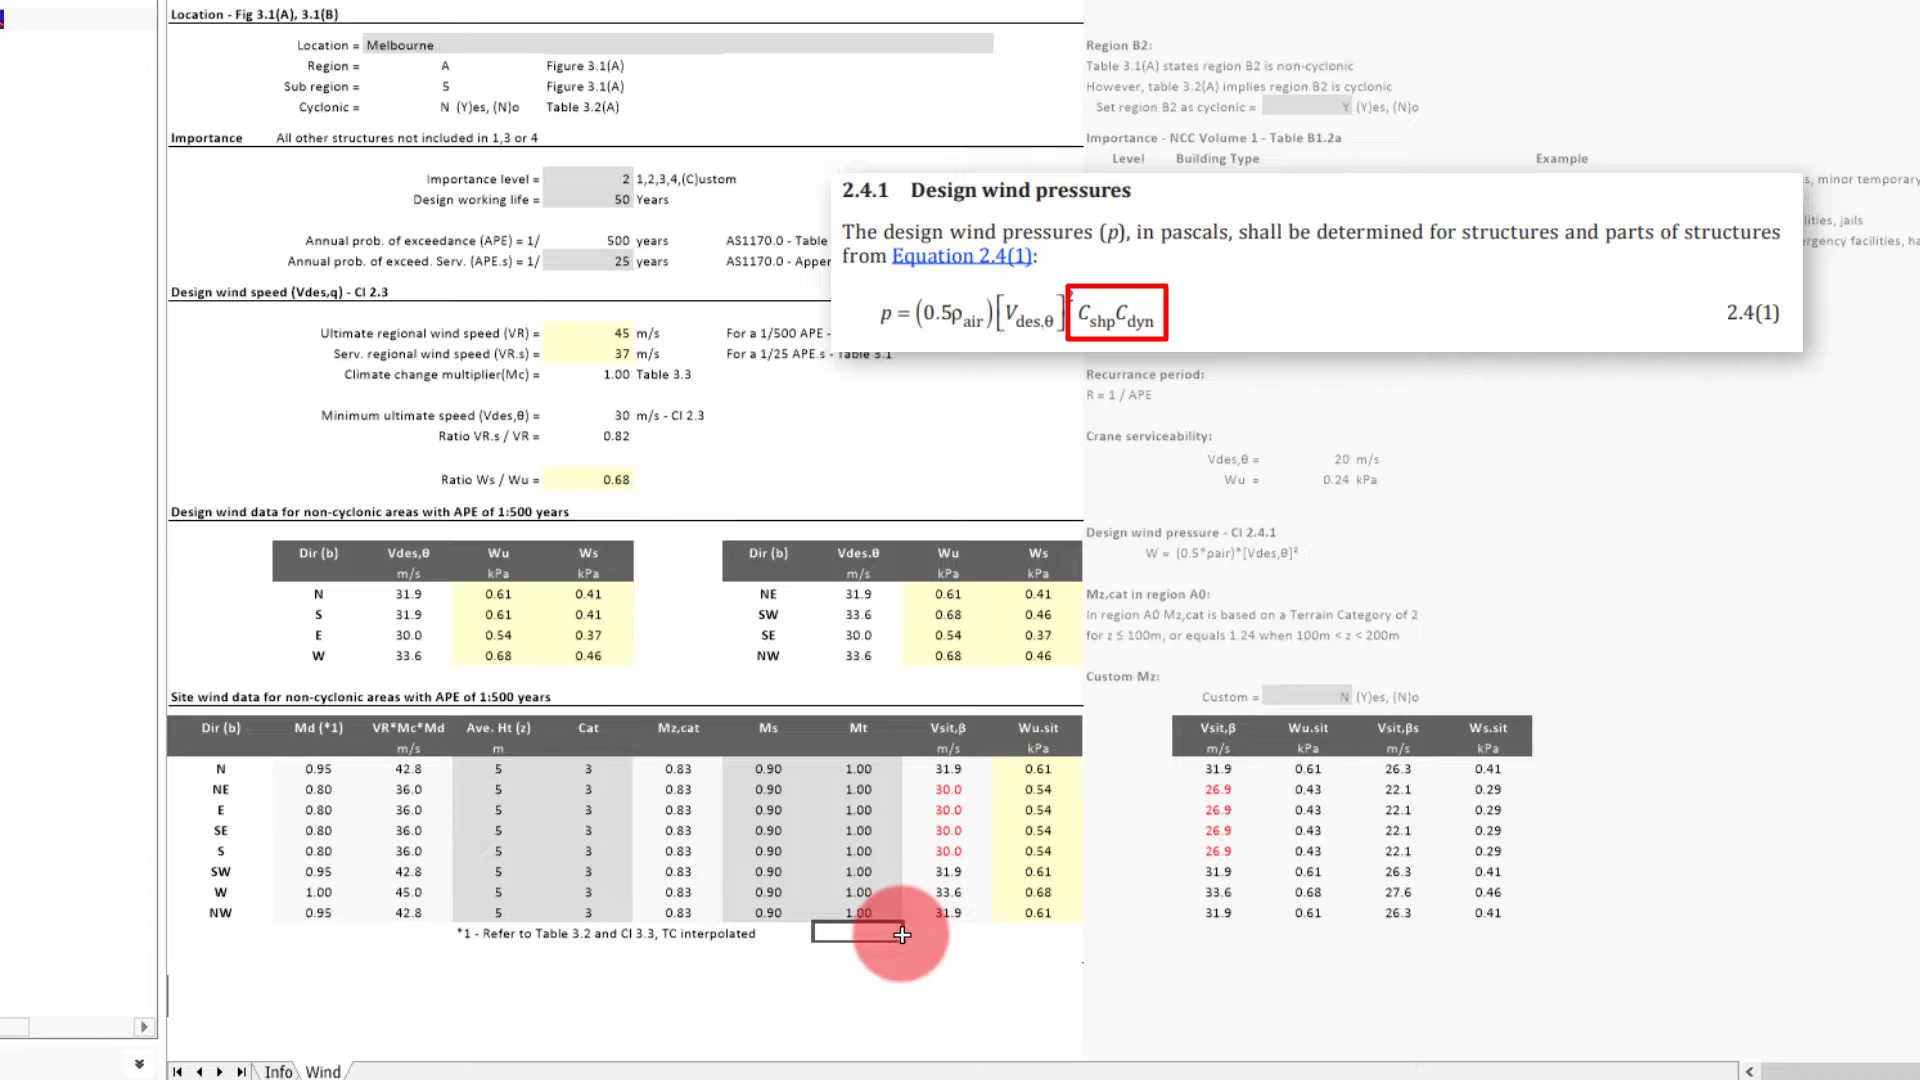 Location - Fig 3.1(A), 3.1(B)
Location = Melbourne
Region = A Figure 3.1(A)
Sub region = 5 Figure 3.1(A)
Cyclonic = N (Y)es, (N)o Table 3.2(A)
Importance All other structures not included in 1,3 or 4
Importance level = 2 1,2,3,4,(C)ustom
Design working life = 50 Years
Annual prob. of exceedance (APE) = 1/ 500 years AS1170.0 - Table
Annual prob. of exceed. Serv. (APE.s) = 1/ 25 years AS1170.0 - Apper
Design wind speed (Vdes,q) - Cl 2.3
Ultimate regional wind speed (VR) = 45 m/s For a 1/500 APE -
Serv. regional wind speed (VR.s) = 37 m/s For a 1/25 APE.s - Table 3.1
Climate change multiplier(Mc) = 1.00 Table 3.3
Minimum ultimate speed (Vdes,θ) = 30 m/s - Cl 2.3
Ratio VR.s / VR = 0.82
Ratio Ws / Wu = 0.68
Design wind data for non-cyclonic areas with APE of 1:500 years
Dir (b) Vdes,θ Wu Ws Dir (b) Vdes.θ Wu Ws
m/s kPa kPa m/s kPa kPa
N 31.9 0.61 0.41 NE 31.9 0.61 0.41
S 31.9 0.61 0.41 SW 33.6 0.68 0.46
E 30.0 0.54 0.37 SE 30.0 0.54 0.37
W 33.6 0.68 0.46 NW 33.6 0.68 0.46
Site wind data for non-cyclonic areas with APE of 1:500 years
Dir (b) Md (*1) VR*Mc*Md Ave. Ht (z) Cat Mz,cat Ms Mt Vsit,β Wu.sit
m/s m m/s kPa
N 0.95 42.8 5 3 0.83 0.90 1.00 31.9 0.61
NE 0.80 36.0 5 3 0.83 0.90 1.00 30.0 0.54
E 0.80 36.0 5 3 0.83 0.90 1.00 30.0 0.54
SE 0.80 36.0 5 3 0.83 0.90 1.00 30.0 0.54
S 0.80 36.0 5 3 0.83 0.90 1.00 30.0 0.54
SW 0.95 42.8 5 3 0.83 0.90 1.00 31.9 0.61
W 1.00 45.0 5 3 0.83 0.90 1.00 33.6 0.68
NW 0.95 42.8 5 3 0.83 0.90 1.00 31.9 0.61
*1 - Refer to Table 3.2 and Cl 3.3, TC interpolated
Region B2:
Table 3.1(A) states region B2 is non-cyclonic
However, table 3.2(A) implies region B2 is cyclonic
Set region B2 as cyclonic = Y (Y)es, (N)o
Importance - NCC Volume 1 - Table B1.2a
Level Building Type Example
s, minor temporary
lities, jails
rgency facilities, ha
2.4.1 Design wind pressures
The design wind pressures (p), in pascals, shall be determined for structures and parts of structures
from Equation 2.4(1):
p = (0.5ρair)[Vdes,θ]² CshpCdyn 2.4(1)
Recurrance period:
R = 1 / APE
Crane serviceability:
Vdes,θ = 20 m/s
Wu = 0.24 kPa
Design wind pressure - Cl 2.4.1
W = (0.5*ρair)*[Vdes,θ]²
Mz,cat in region A0:
In region A0 Mz,cat is based on a Terrain Category of 2
for z ≤ 100m, or equals 1.24 when 100m < z < 200m
Custom Mz:
Custom = N (Y)es, (N)o
Vsit,β Wu.sit Vsit,βs Ws.sit
m/s kPa m/s kPa
31.9 0.61 26.3 0.41
26.9 0.43 22.1 0.29
26.9 0.43 22.1 0.29
26.9 0.43 22.1 0.29
26.9 0.43 22.1 0.29
31.9 0.61 26.3 0.41
33.6 0.68 27.6 0.46
31.9 0.61 26.3 0.41
Info Wind